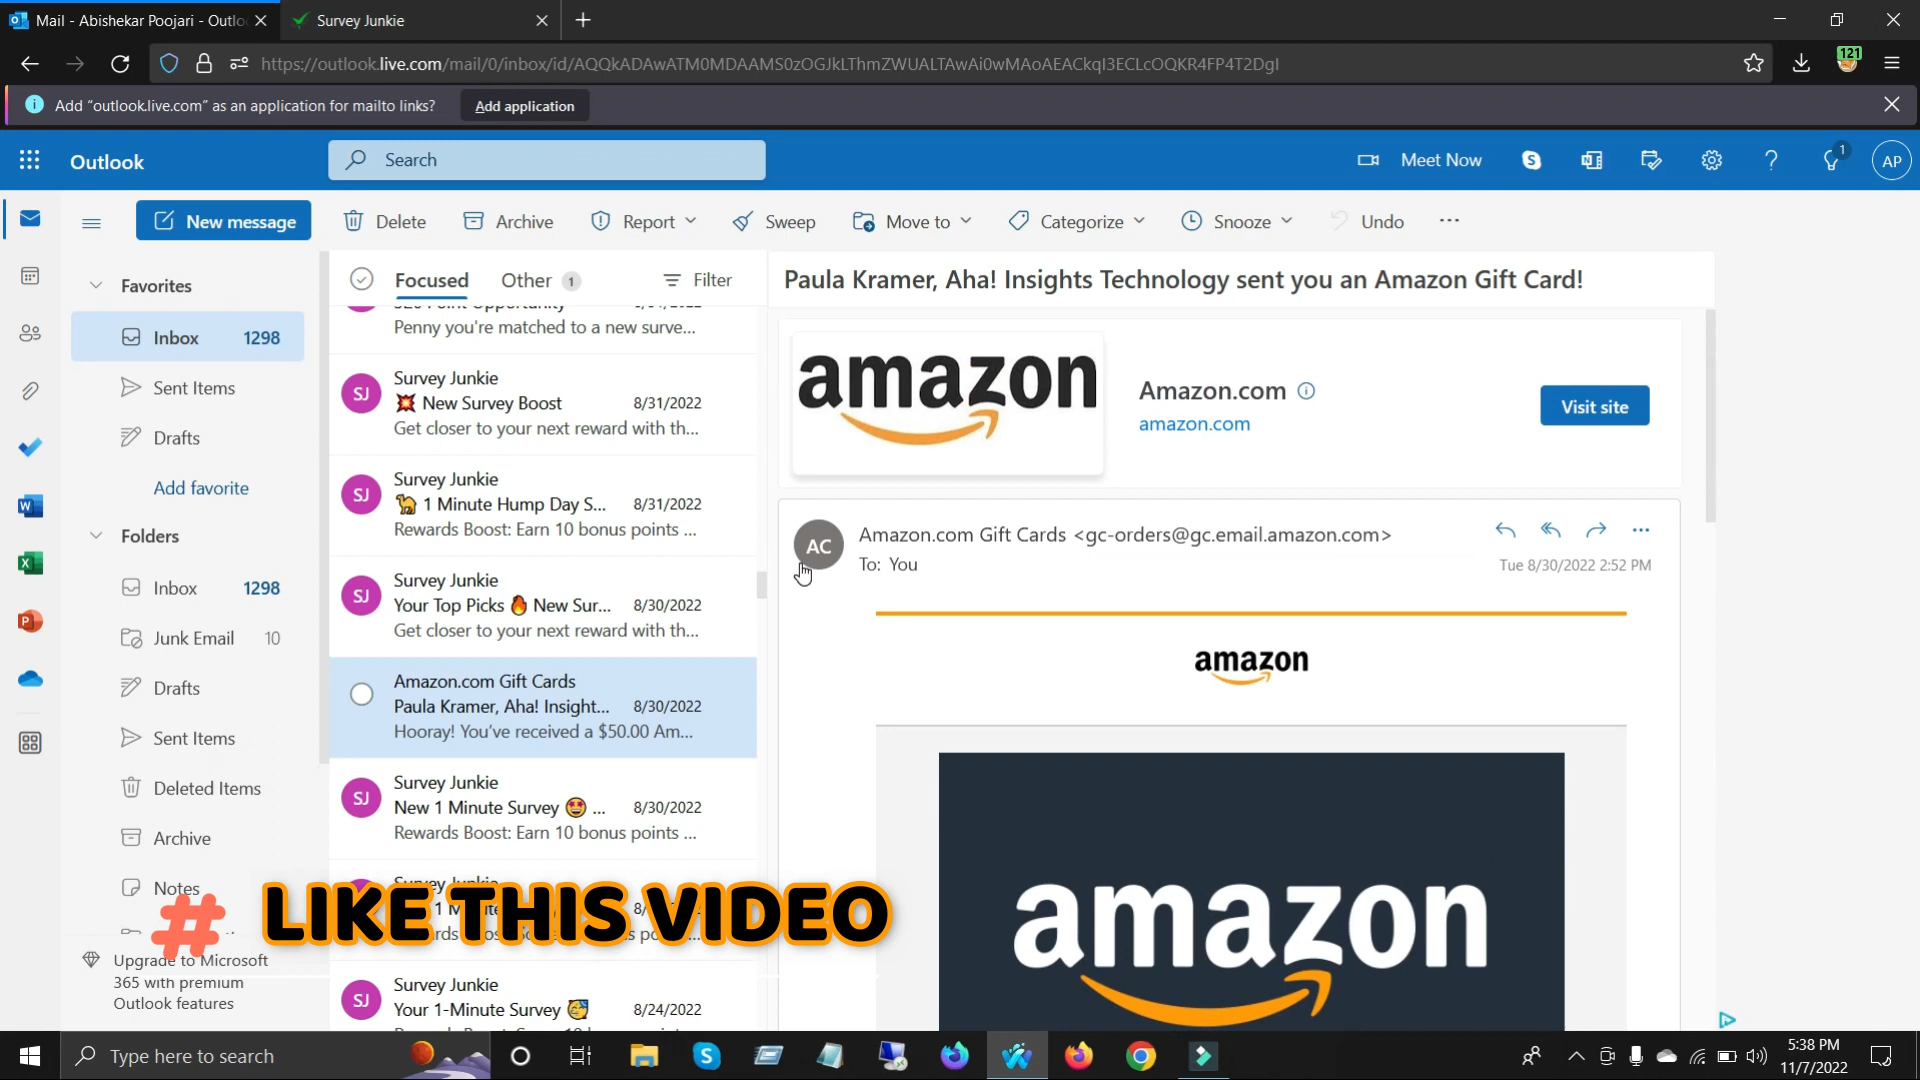 Mail - Abishekar Poojari - Outlo
Survey Junkie
https://outlook.live.com/mail/0/inbox/id/AQQkADAwATM0MDAAMS0zOGJkLThmZWUALTAwAi0wMAoAEACkqI3ECLcOQKR4FP4T2DgI
121
Add “outlook.live.com” as an application for mailto links?
Add application
Outlook
Search
Meet Now
1
AP
New message
Delete
Archive
Report
Sweep
Move to
Categorize
Snooze
Undo
Favorites
Inbox 1298
Sent Items
Drafts
Add favorite
Folders
Inbox 1298
Junk Email 10
Drafts
Sent Items
Deleted Items
Archive
Notes
Upgrade to Microsoft
365 with premium
Outlook features
Focused
Other 1
Filter
Penny you're matched to a new surve...
SJ
Survey Junkie
New Survey Boost 8/31/2022
Get closer to your next reward with th...
SJ
Survey Junkie
1 Minute Hump Day S... 8/31/2022
Rewards Boost: Earn 10 bonus points ...
SJ
Survey Junkie
Your Top Picks 🔥 New Sur... 8/30/2022
Get closer to your next reward with th...
Amazon.com Gift Cards
Paula Kramer, Aha! Insight... 8/30/2022
Hooray! You've received a $50.00 Am...
SJ
Survey Junkie
New 1 Minute Survey 🤩 ... 8/30/2022
Rewards Boost: Earn 10 bonus points ...
SJ
Survey Junkie
Your 1-Minute Survey 🥳 8/24/2022
Paula Kramer, Aha! Insights Technology sent you an Amazon Gift Card!
amazon
Amazon.com
amazon.com
Visit site
AC
Amazon.com Gift Cards <gc-orders@gc.email.amazon.com>
To: You
Tue 8/30/2022 2:52 PM
amazon
amazon
# LIKE THIS VIDEO
Type here to search
5:38 PM
11/7/2022